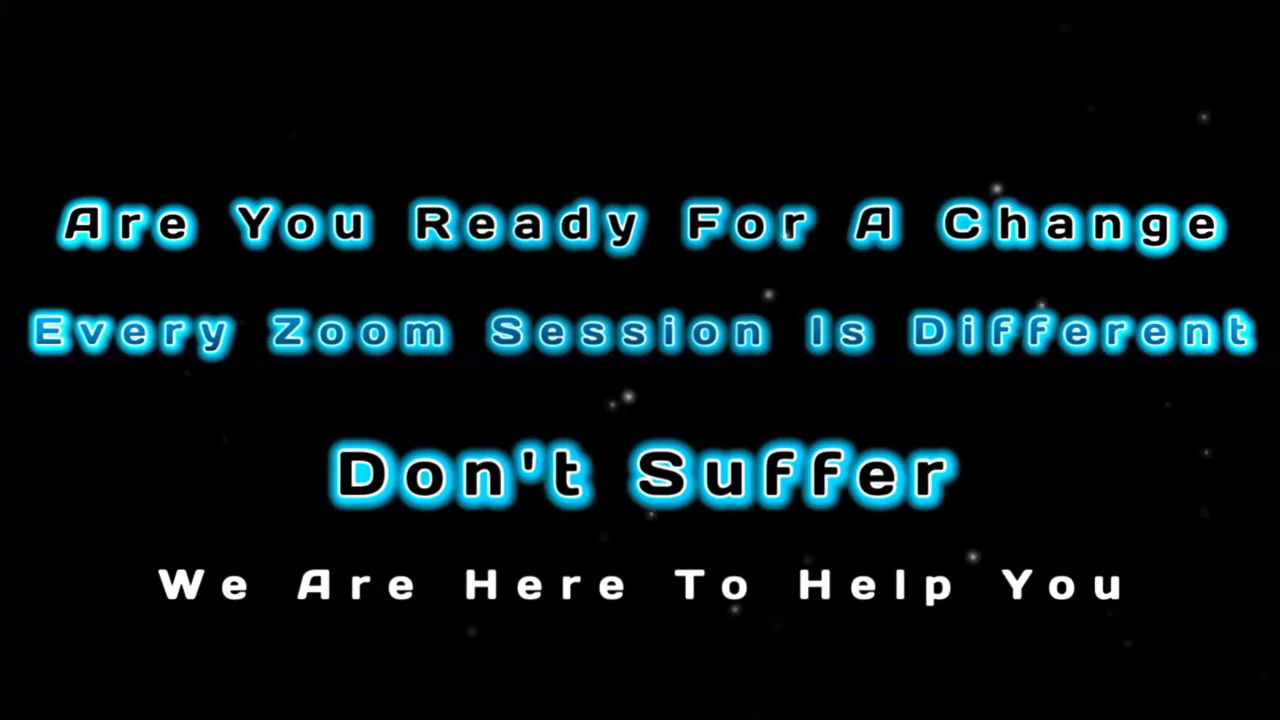 Are You Ready For A Change
Every Zoom Session Is Different
Don't Suffer
We Are Here To Help You